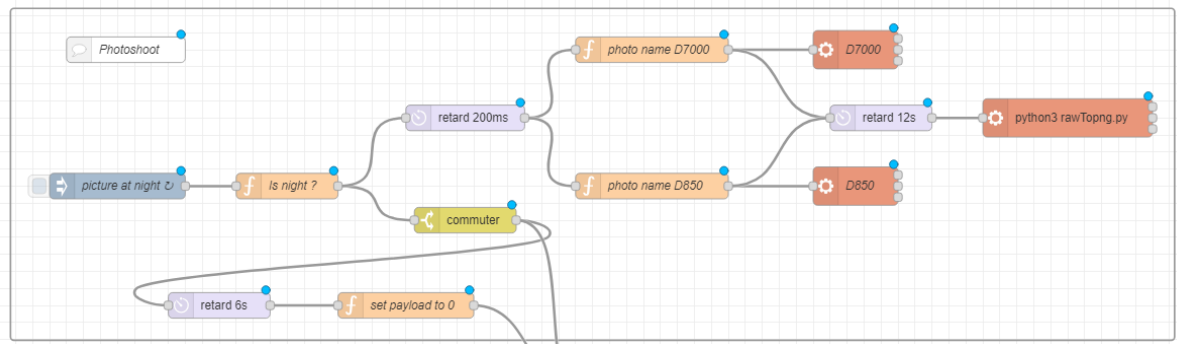 Photoshoot
photo name D7000
D7000
retard 200ms
retard 12s
python3 rawTopng.py
picture at night ↻
Is night ?
photo name D850
D850
commuter
retard 6s
set payload to 0